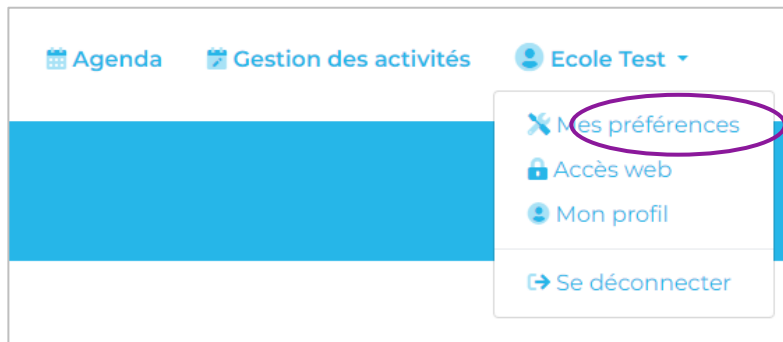 Agenda Gestion des activités Ecole Test
Mes préférences
Accès web
Mon profil
Se déconnecter